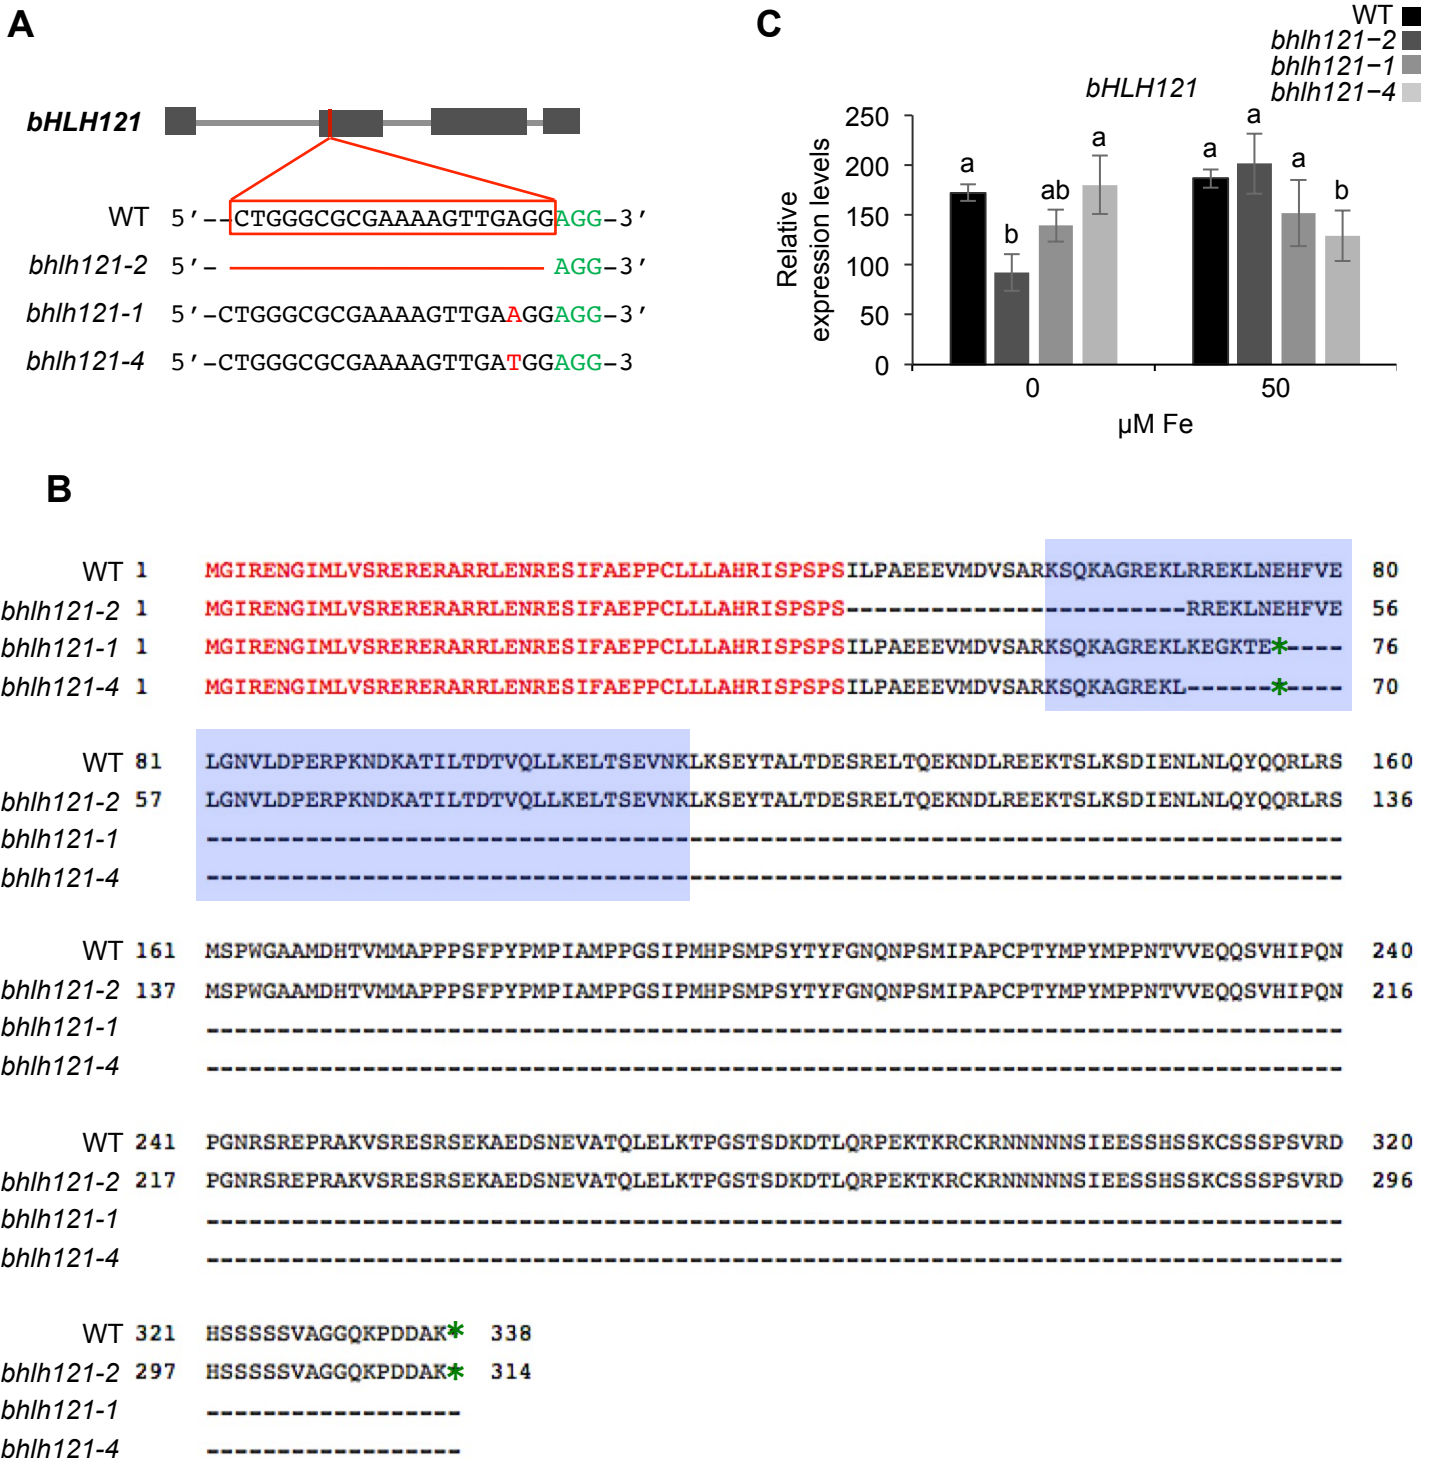 A
bHLH121
WT 5′--CTGGGCGCGAAAAGTTGAGGAGG–3′
bhlh121-2 5′– AGG–3′
bhlh121-1 5′–CTGGGCGCGAAAAGTTGAAGGAGG–3′
bhlh121-4 5′–CTGGGCGCGAAAAGTTGATGGAGG–3
C
WT
bhlh121−2
bhlh121−1
bhlh121−4
bHLH121
Relative
expression levels
250
200
150
100
50
0
a b ab a a a a b
0 50
µM Fe
B
WT 1 MGIRENGIMLVSRERERARRLENRESIFAEPPCLLLAHRISPSPSILPAEEEVMDVSARKSQKAGREKLRREKLNEHFVE 80
bhlh121-2 1 MGIRENGIMLVSRERERARRLENRESIFAEPPCLLLAHRISPSPS------------------------RREKLNEHFVE 56
bhlh121-1 1 MGIRENGIMLVSRERERARRLENRESIFAEPPCLLLAHRISPSPSILPAEEEVMDVSARKSQKAGREKLKEGKTE*---- 76
bhlh121-4 1 MGIRENGIMLVSRERERARRLENRESIFAEPPCLLLAHRISPSPSILPAEEEVMDVSARKSQKAGREKL------*---- 70
WT 81 LGNVLDPERPKNDKATILTDTVQLLKELTSEVNKLKSEYTALTDESRELTQEKNDLREEKTSLKSDIENLNLQYQQRLRS 160
bhlh121-2 57 LGNVLDPERPKNDKATILTDTVQLLKELTSEVNKLKSEYTALTDESRELTQEKNDLREEKTSLKSDIENLNLQYQQRLRS 136
bhlh121-1 --------------------------------------------------------------------------------
bhlh121-4 --------------------------------------------------------------------------------
WT 161 MSPWGAAMDHTVMMAPPPSFPYPMPIAMPPGSIPMHPSMPSYTYFGNQNPSMIPAPCPTYMPYMPPNTVVEQQSVHIPQN 240
bhlh121-2 137 MSPWGAAMDHTVMMAPPPSFPYPMPIAMPPGSIPMHPSMPSYTYFGNQNPSMIPAPCPTYMPYMPPNTVVEQQSVHIPQN 216
bhlh121-1 --------------------------------------------------------------------------------
bhlh121-4 --------------------------------------------------------------------------------
WT 241 PGNRSREPRAKVSRESRSEKAEDSNEVATQLELKTPGSTSDKDTLQRPEKTKRCKRNNNNNSIEESSHSSKCSSSPSVRD 320
bhlh121-2 217 PGNRSREPRAKVSRESRSEKAEDSNEVATQLELKTPGSTSDKDTLQRPEKTKRCKRNNNNNSIEESSHSSKCSSSPSVRD 296
bhlh121-1 --------------------------------------------------------------------------------
bhlh121-4 --------------------------------------------------------------------------------
WT 321 HSSSSSVAGGQKPDDAK* 338
bhlh121-2 297 HSSSSSVAGGQKPDDAK* 314
bhlh121-1 ------------------
bhlh121-4 ------------------